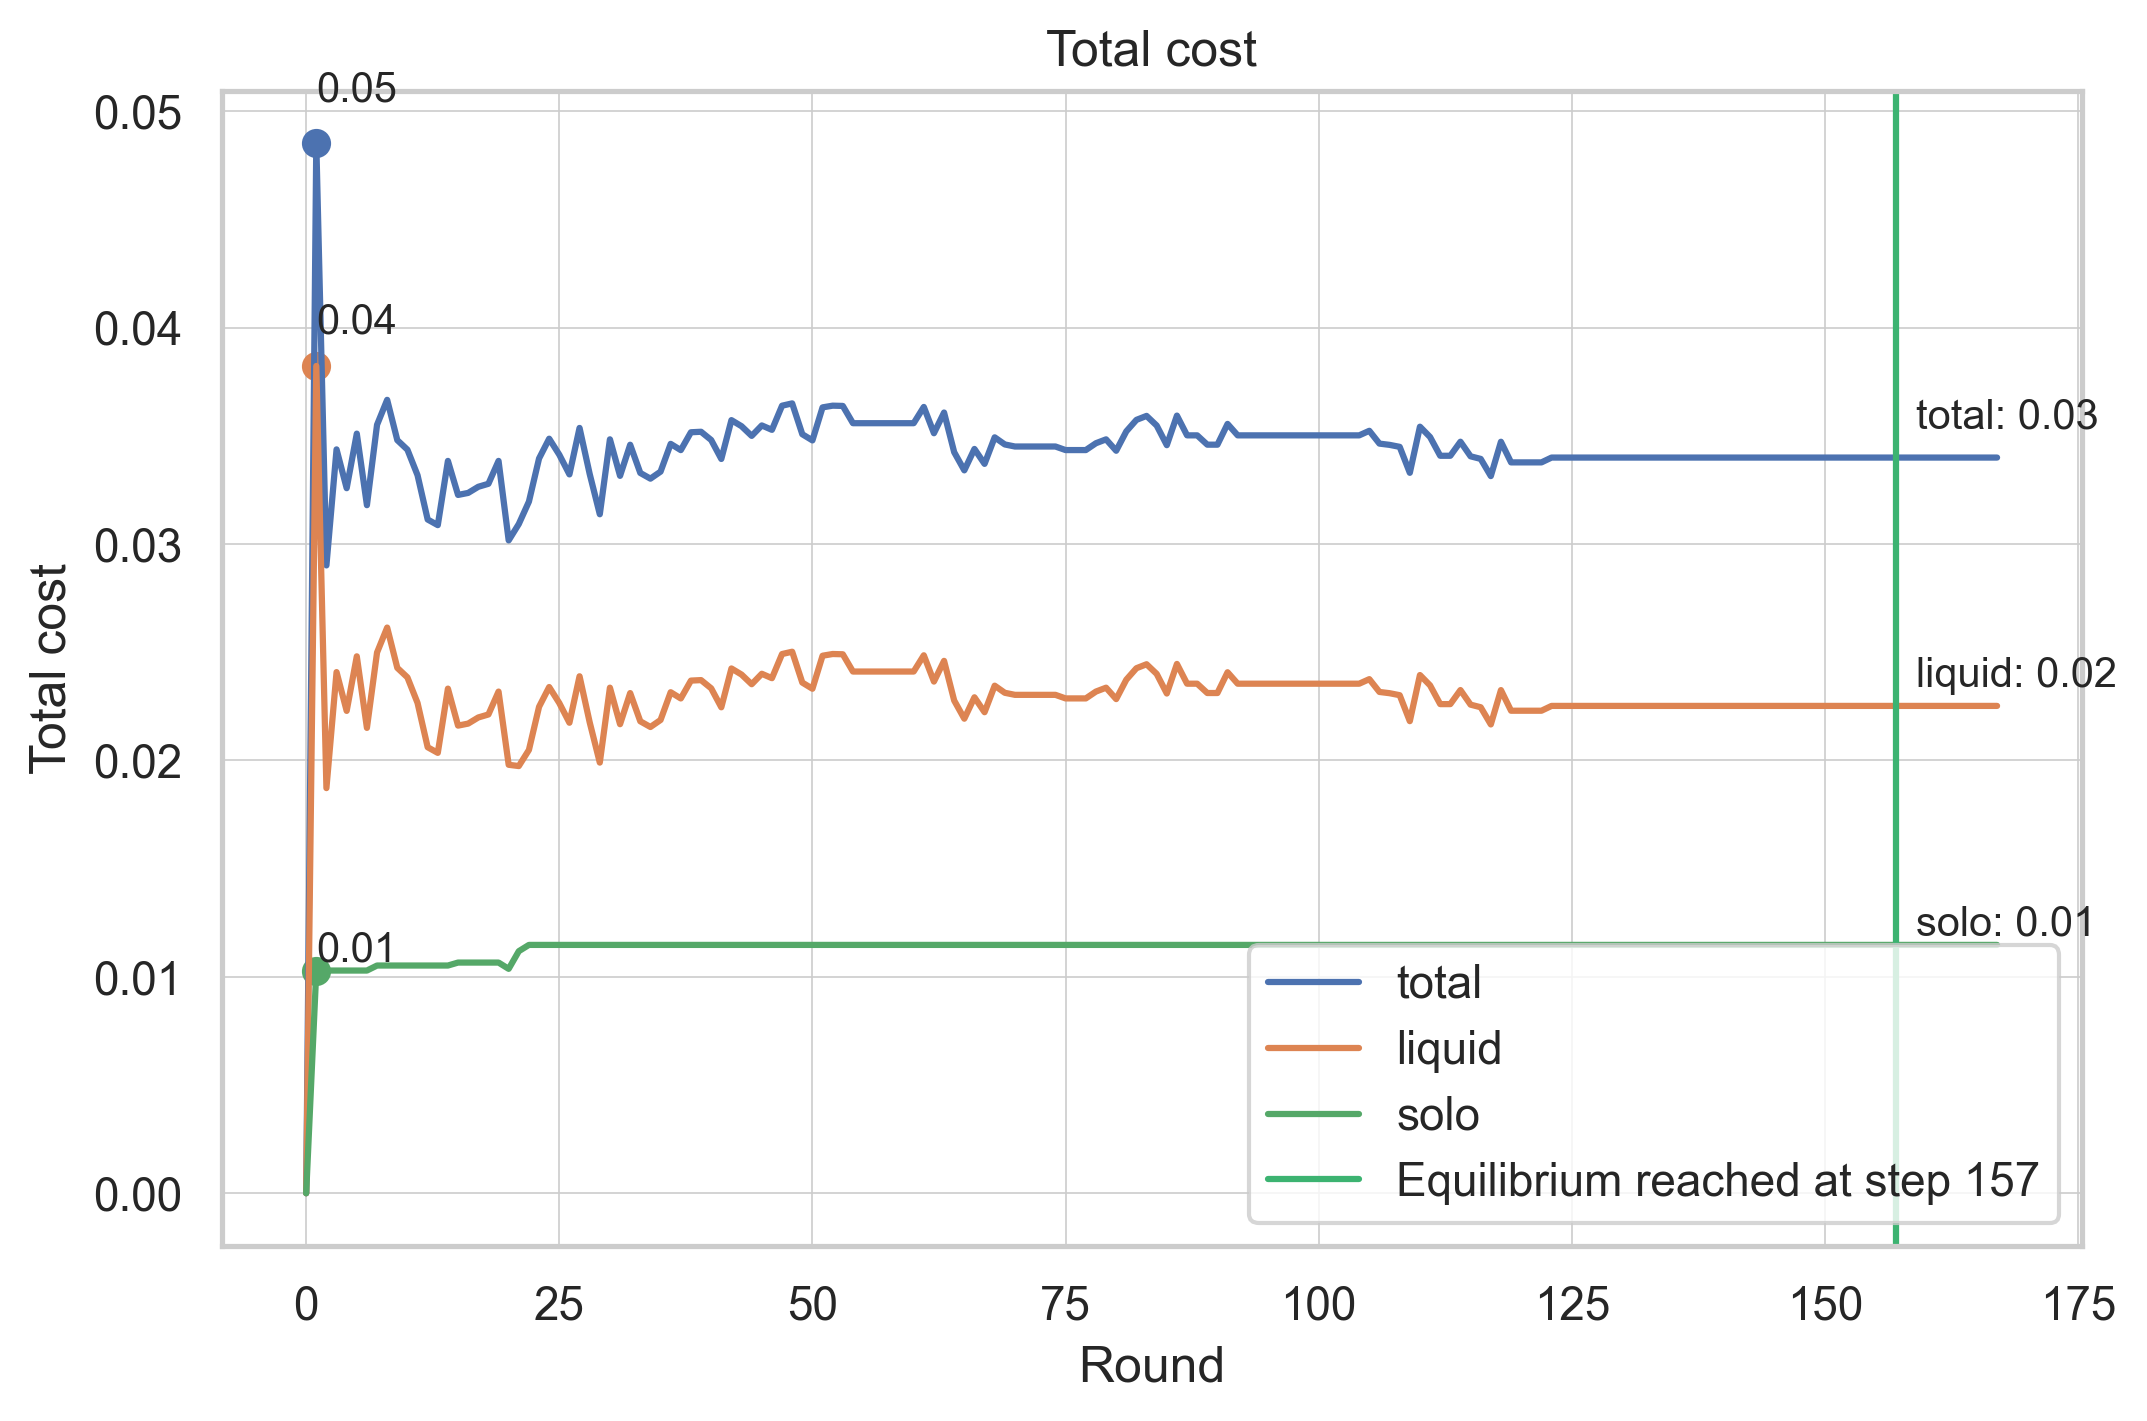 Total cost
0.05
0.05
0.04
0.04
total: 0.03
0.03
liquid: 0.02
0.02
solo: 0.01
0.01
0.01
0.00
Total cost
total
liquid
solo
Equilibrium reached at step 157
0 25 50 75 100 125 150 175
Round